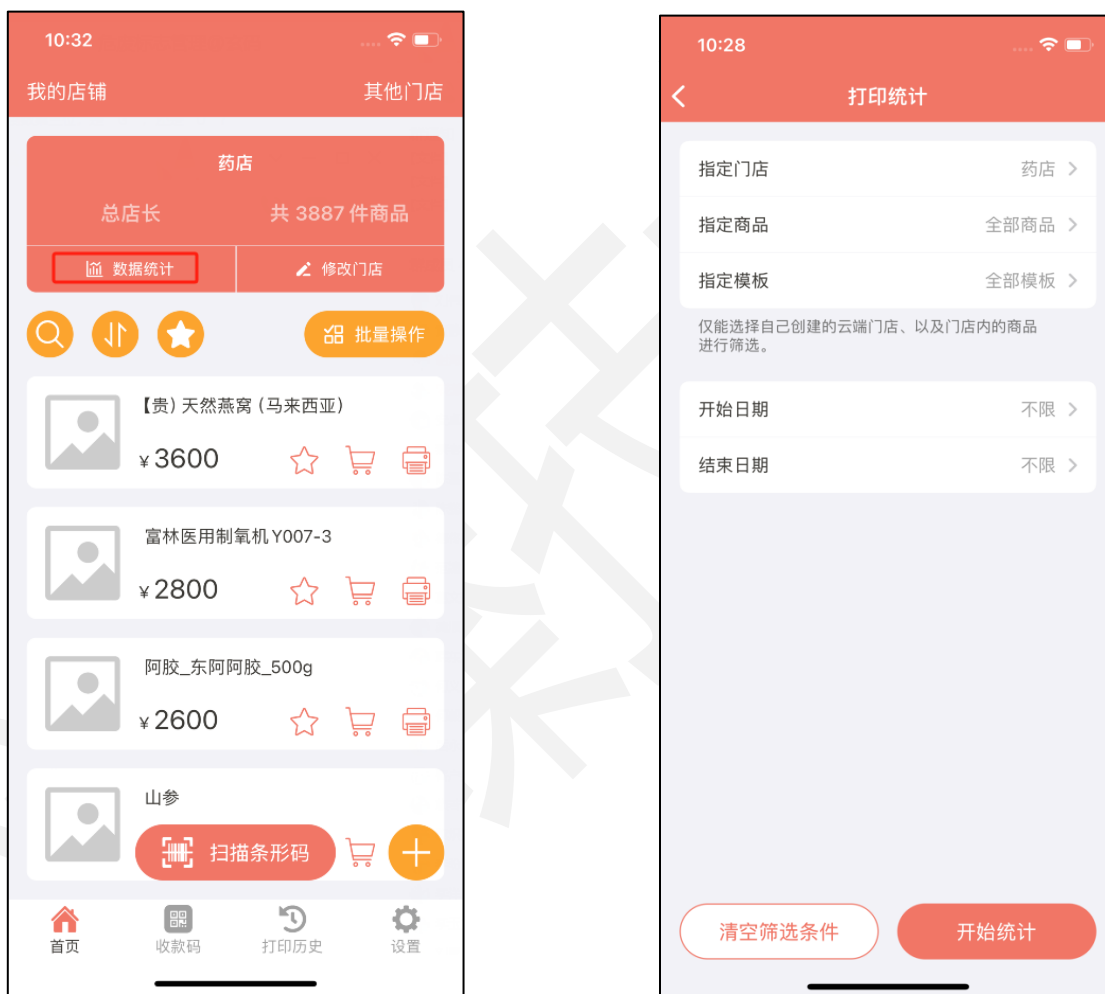 10:32
我的店铺
其他门店
药店
总店长
共 3887 件商品
数据统计
修改门店
批量操作
【贵) 天然燕窝 (马来西亚)
¥ 3600
富林医用制氧机 Y007-3
¥ 2800
阿胶_东阿阿胶_500g
¥ 2600
山参
扫描条形码
首页
收款码
打印历史
设置
10:28
打印统计
指定门店
药店
指定商品
全部商品
指定模板
全部模板
仅能选择自己创建的云端门店、以及门店内的商品
进行筛选。
开始日期
不限
结束日期
不限
清空筛选条件
开始统计